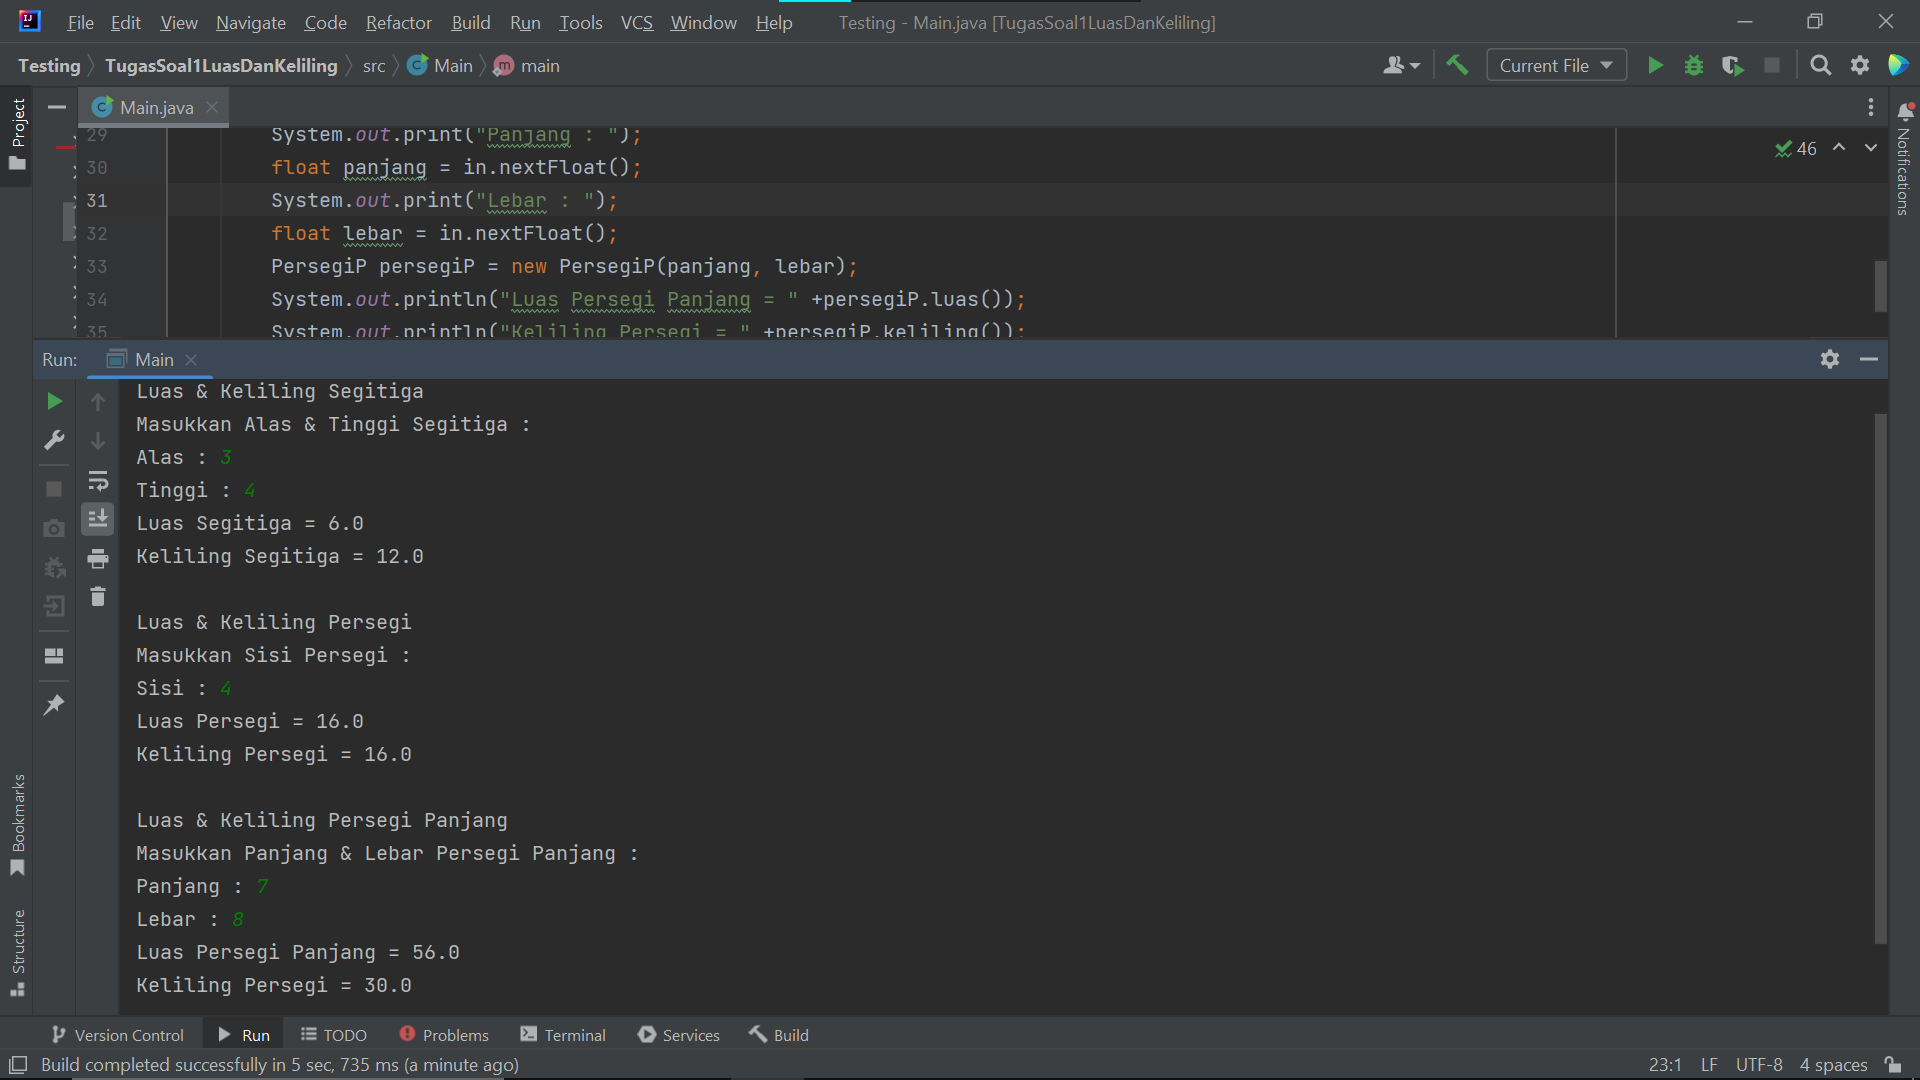 File Edit View Navigate Code Refactor Build Run Tools VCS Window Help Testing - Main.java [TugasSoal1LuasDanKeliling]
Testing TugasSoal1LuasDanKeliling src Main main Current File
Project
Main.java
Notifications
46
29 System.out.print("Panjang : ");
30 float panjang = in.nextFloat();
31 System.out.print("Lebar : ");
32 float lebar = in.nextFloat();
33 PersegiP persegiP = new PersegiP(panjang, lebar);
34 System.out.println("Luas Persegi Panjang = " +persegiP.luas());
35 System.out.println("Keliling Persegi = " +persegiP.keliling());
Run: Main
Luas & Keliling Segitiga
Masukkan Alas & Tinggi Segitiga :
Alas : 3
Tinggi : 4
Luas Segitiga = 6.0
Keliling Segitiga = 12.0
Luas & Keliling Persegi
Masukkan Sisi Persegi :
Sisi : 4
Luas Persegi = 16.0
Keliling Persegi = 16.0
Luas & Keliling Persegi Panjang
Masukkan Panjang & Lebar Persegi Panjang :
Panjang : 7
Lebar : 8
Luas Persegi Panjang = 56.0
Keliling Persegi = 30.0
Bookmarks
Structure
Version Control Run TODO Problems Terminal Services Build
Build completed successfully in 5 sec, 735 ms (a minute ago) 23:1 LF UTF-8 4 spaces